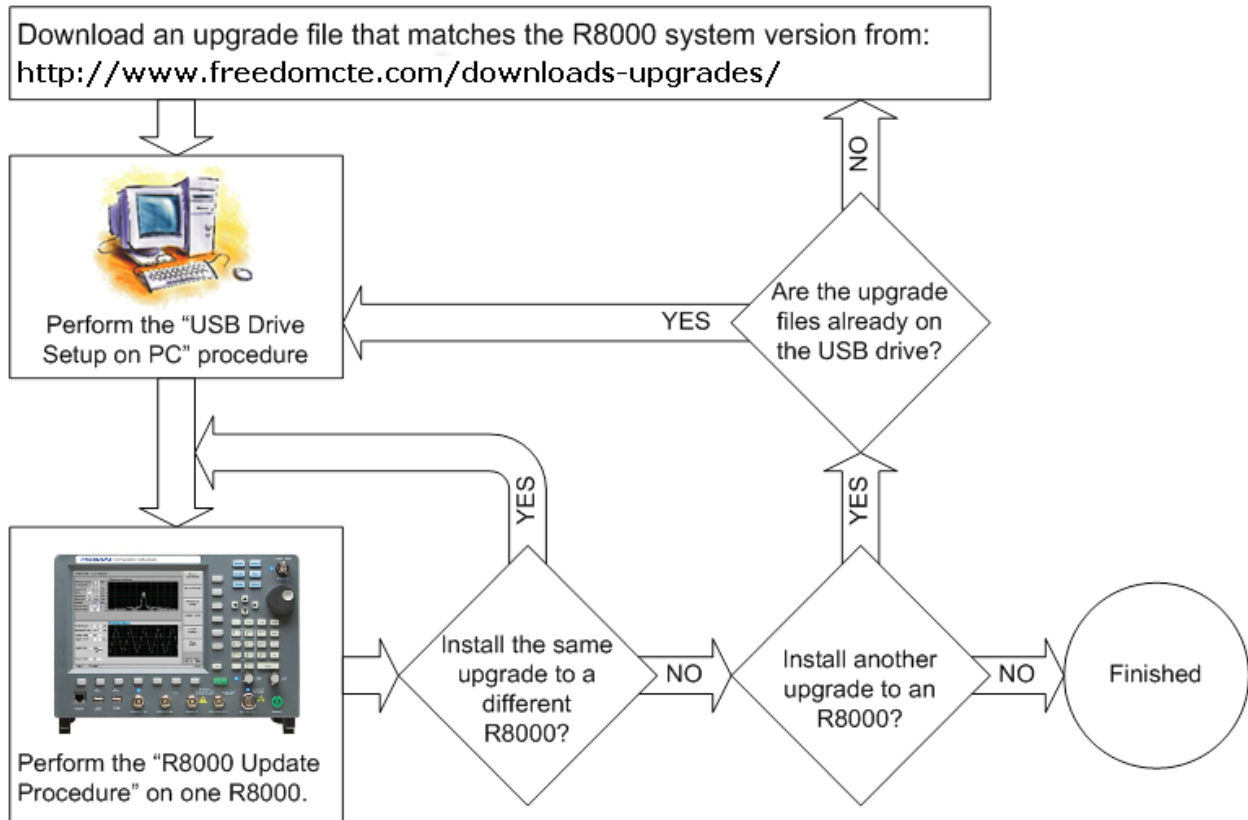 Download an upgrade file that matches the R8000 system version from:
http://www.freedomcte.com/downloads-upgrades/
Perform the “USB Drive
Setup on PC” procedure
YES
NO
Are the upgrade
files already on
the USB drive?
YES
YES
Perform the “R8000 Update
Procedure” on one R8000.
Install the same
upgrade to a
different
R8000?
NO
Install another
upgrade to an
R8000?
NO
Finished